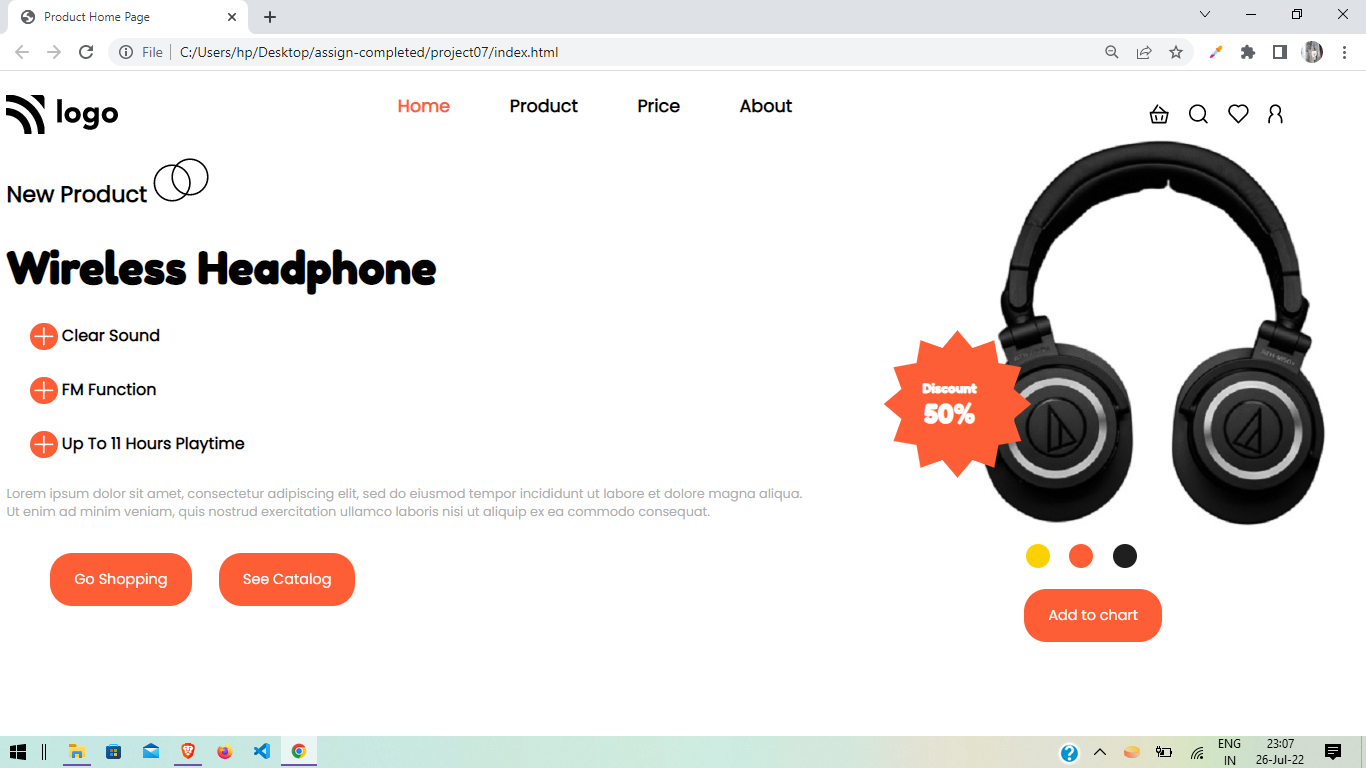 Product Home Page
File
C:/Users/hp/Desktop/assign-completed/project07/index.html
logo
Home
Product
Price
About
New Product
Wireless Headphone
Clear Sound
FM Function
Up To 11 Hours Playtime
Lorem ipsum dolor sit amet, consectetur adipiscing elit, sed do eiusmod tempor incididunt ut labore et dolore magna aliqua.
Ut enim ad minim veniam, quis nostrud exercitation ullamco laboris nisi ut aliquip ex ea commodo consequat.
Go Shopping
See Catalog
Discount
50%
Add to chart
ENG
IN
23:07
26-Jul-22